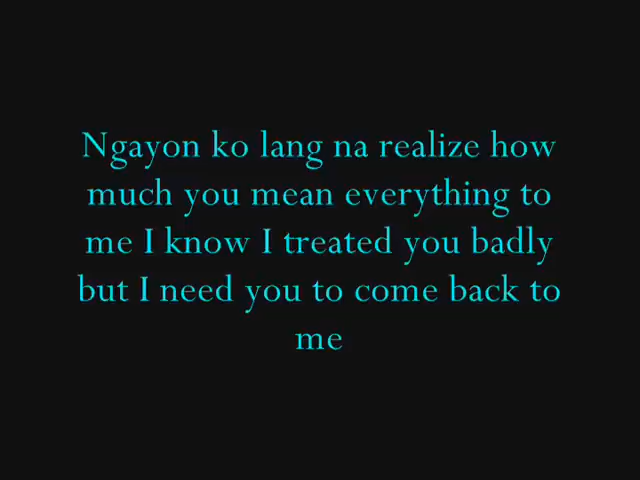 Ngayon ko lang na realize how
much you mean everything to
me I know I treated you badly
but I need you to come back to
me